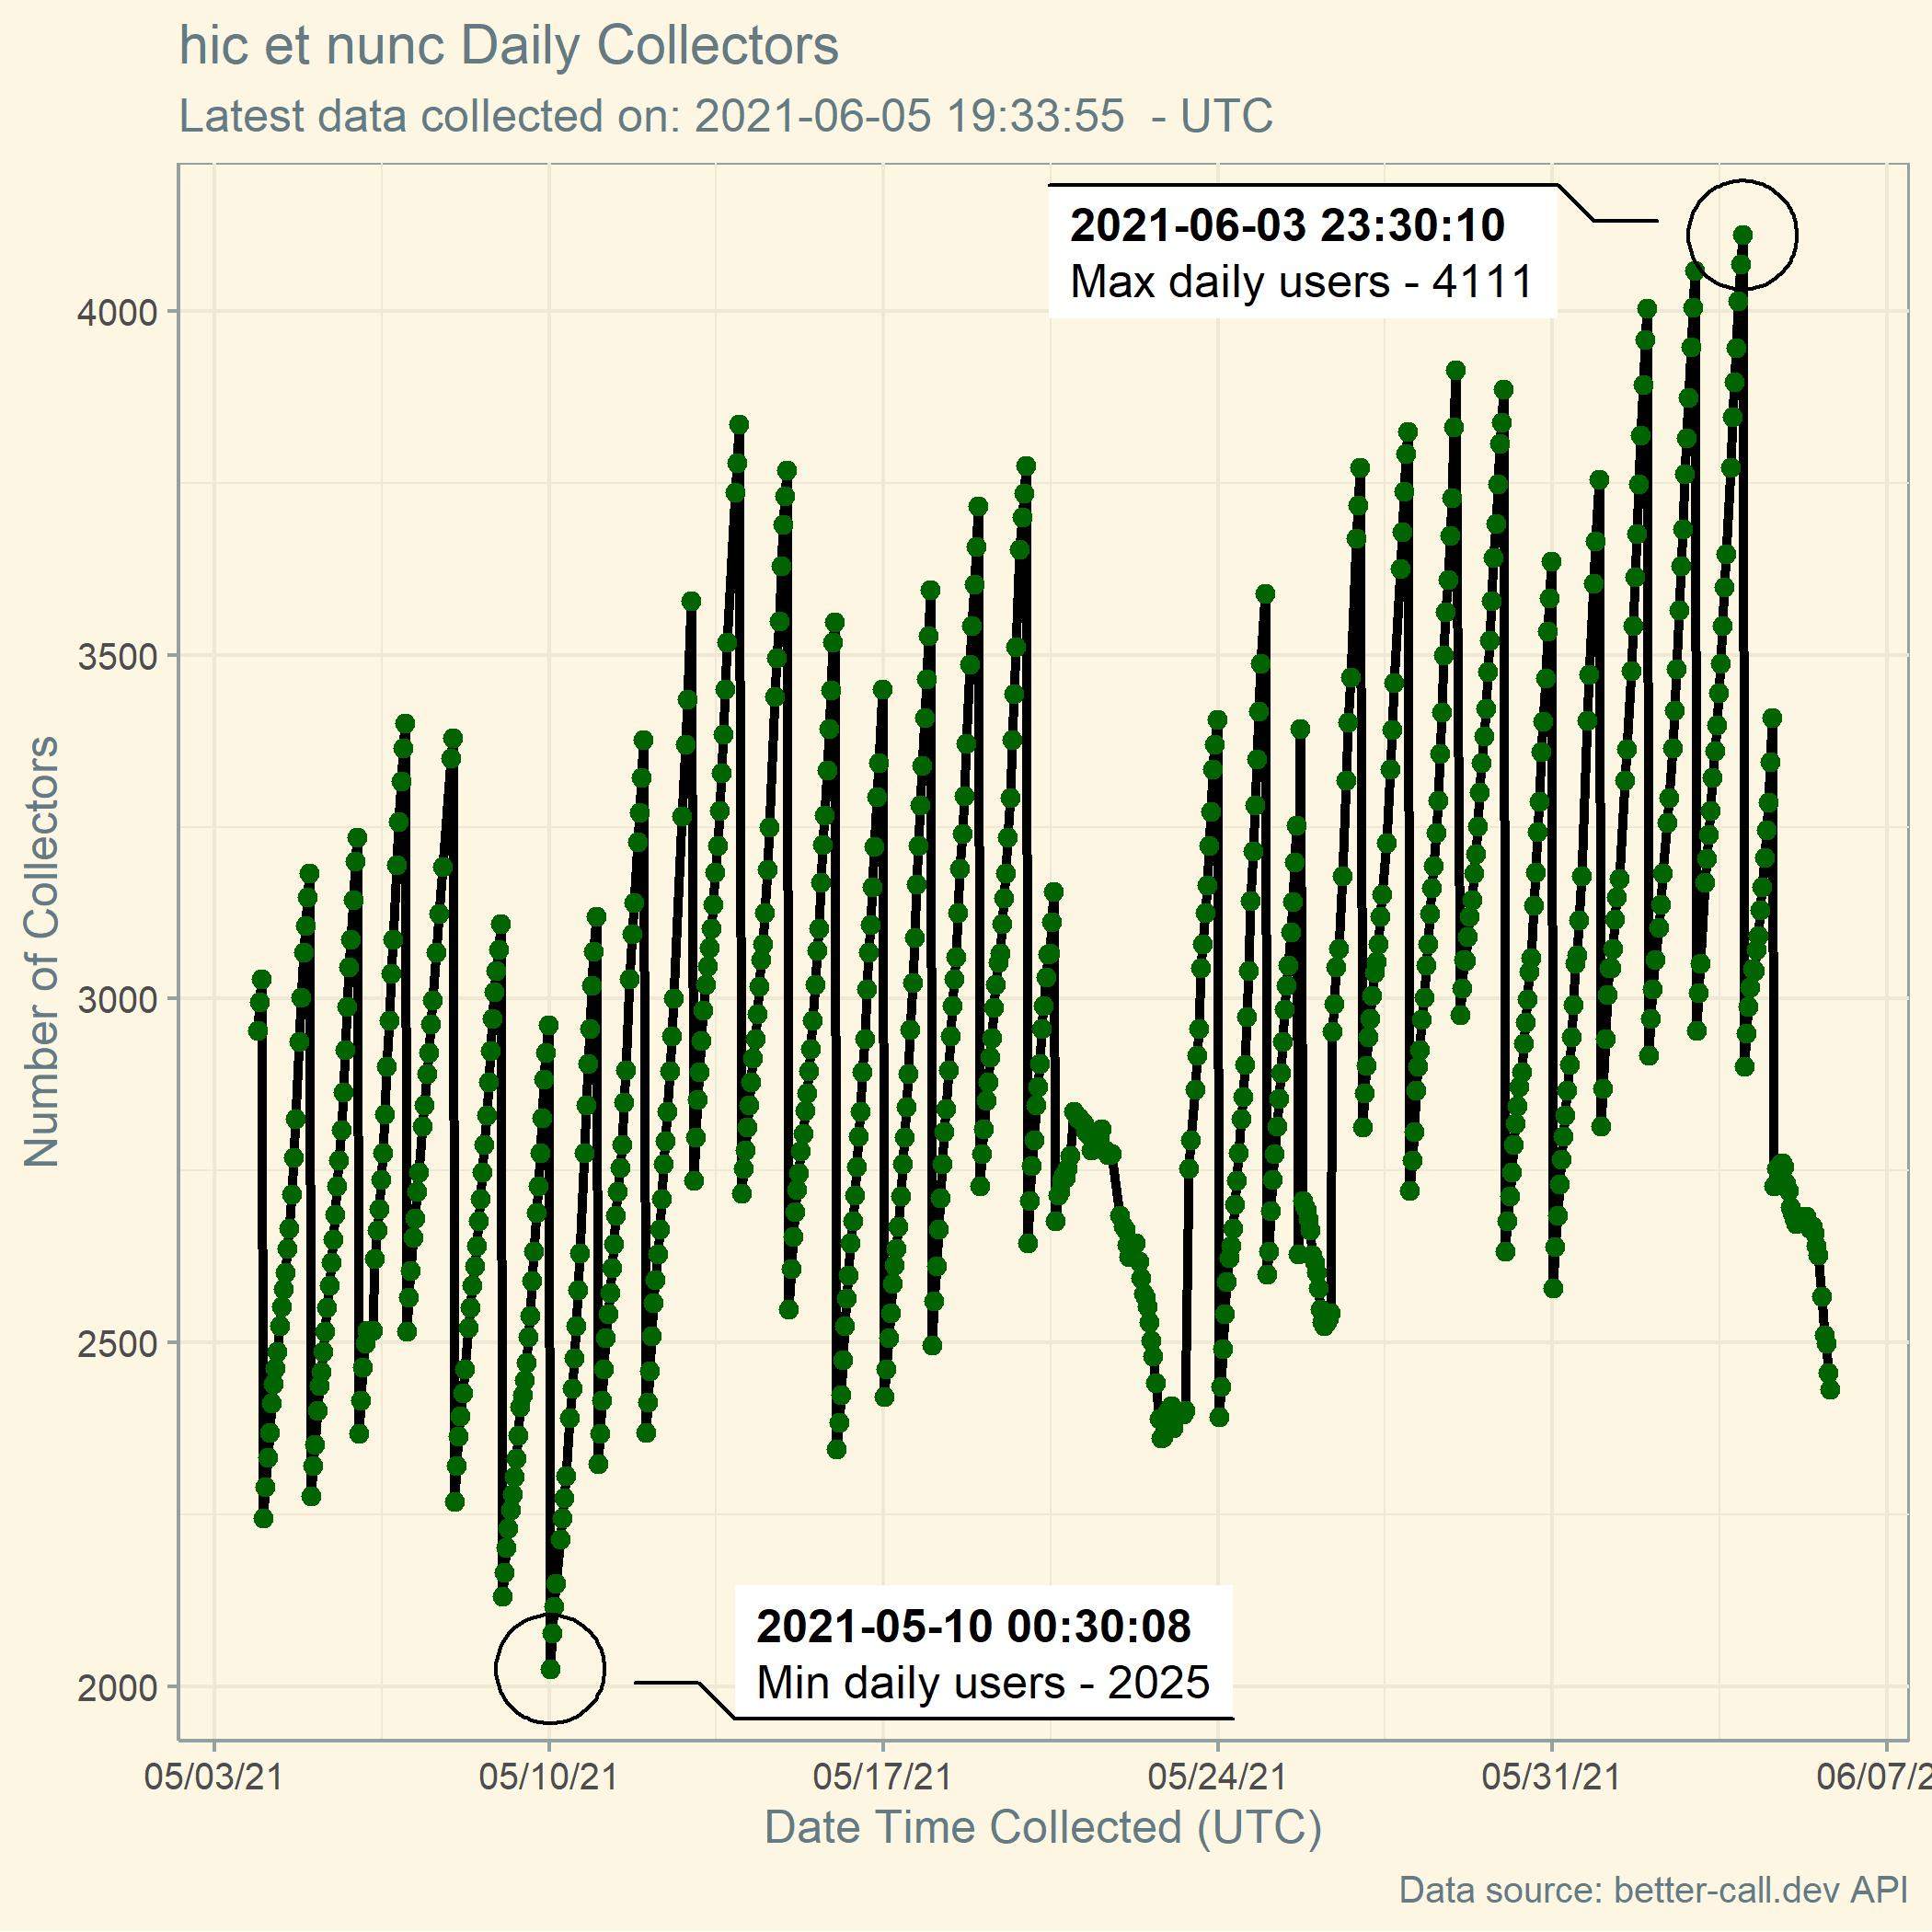 hic et nunc Daily Collectors
Latest data collected on: 2021-06-05 19:33:55  - UTC
2021-06-03 23:30:10
Max daily users - 4111
4000
3500
3000
2500
2000
Number of Collectors
2021-05-10 00:30:08
Min daily users - 2025
05/03/21 05/10/21 05/17/21 05/24/21 05/31/21 06/07/2
Date Time Collected (UTC)
Data source: better-call.dev API